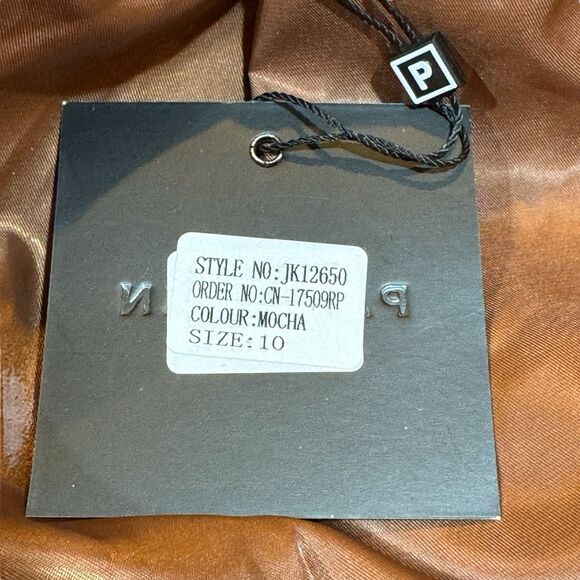 P
STYLE NO:JK12650
ORDER NO:CN-17509RP
COLOUR:MOCHA
SIZE:10